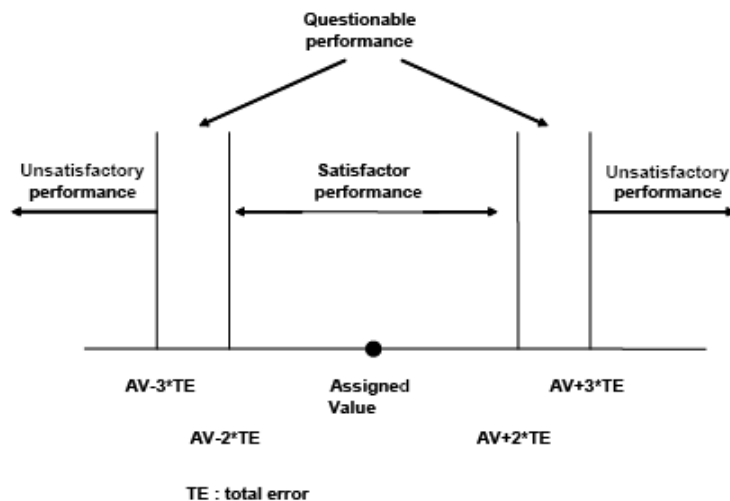 Questionable
performance
Unsatisfactory
performance
Satisfactor
performance
Unsatisfactory
performance
AV-3*TE
Assigned
Value
AV+3*TE
AV-2*TE
AV+2*TE
TE : total error